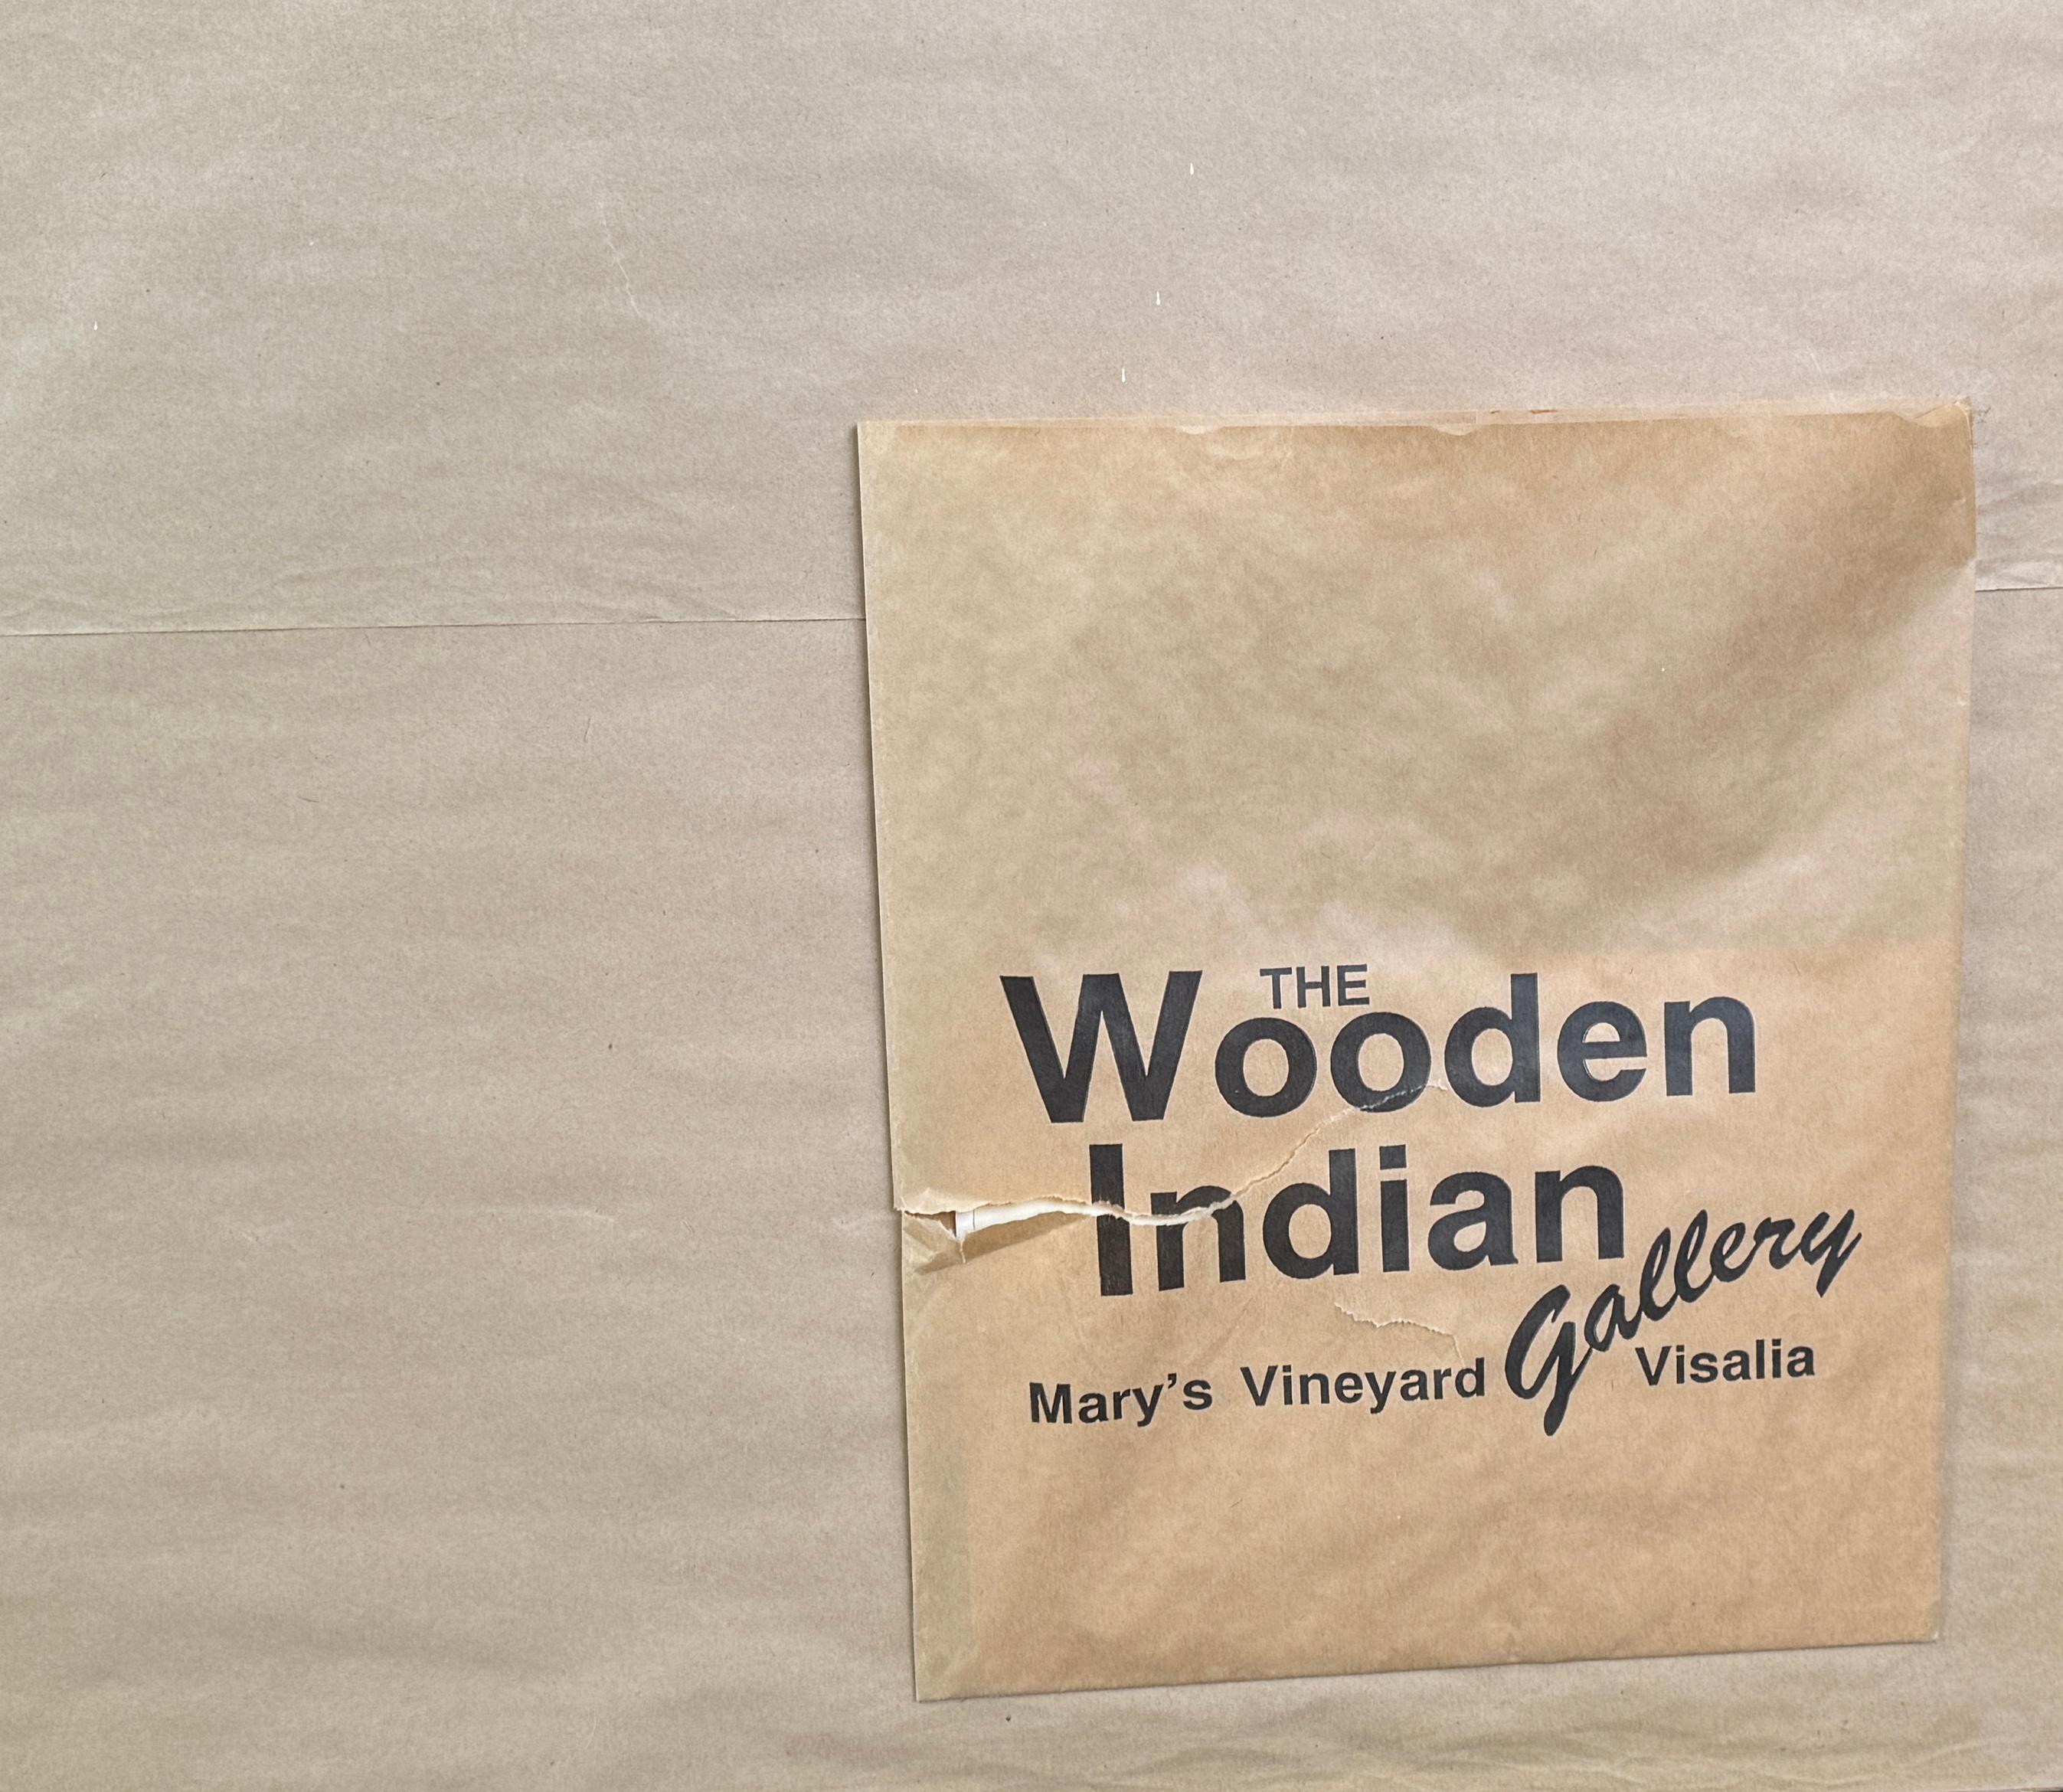 THE
Wooden
Indian
Gallery
Mary's Vineyard Visalia